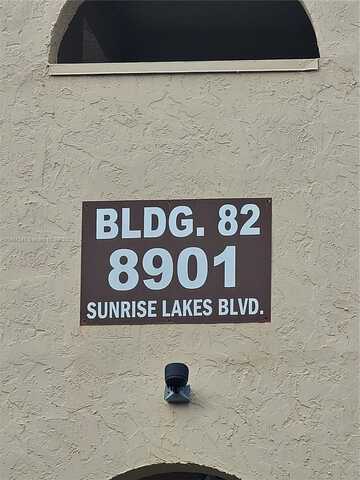 BLDG. 82
8901
SUNRISE LAKES BLVD.